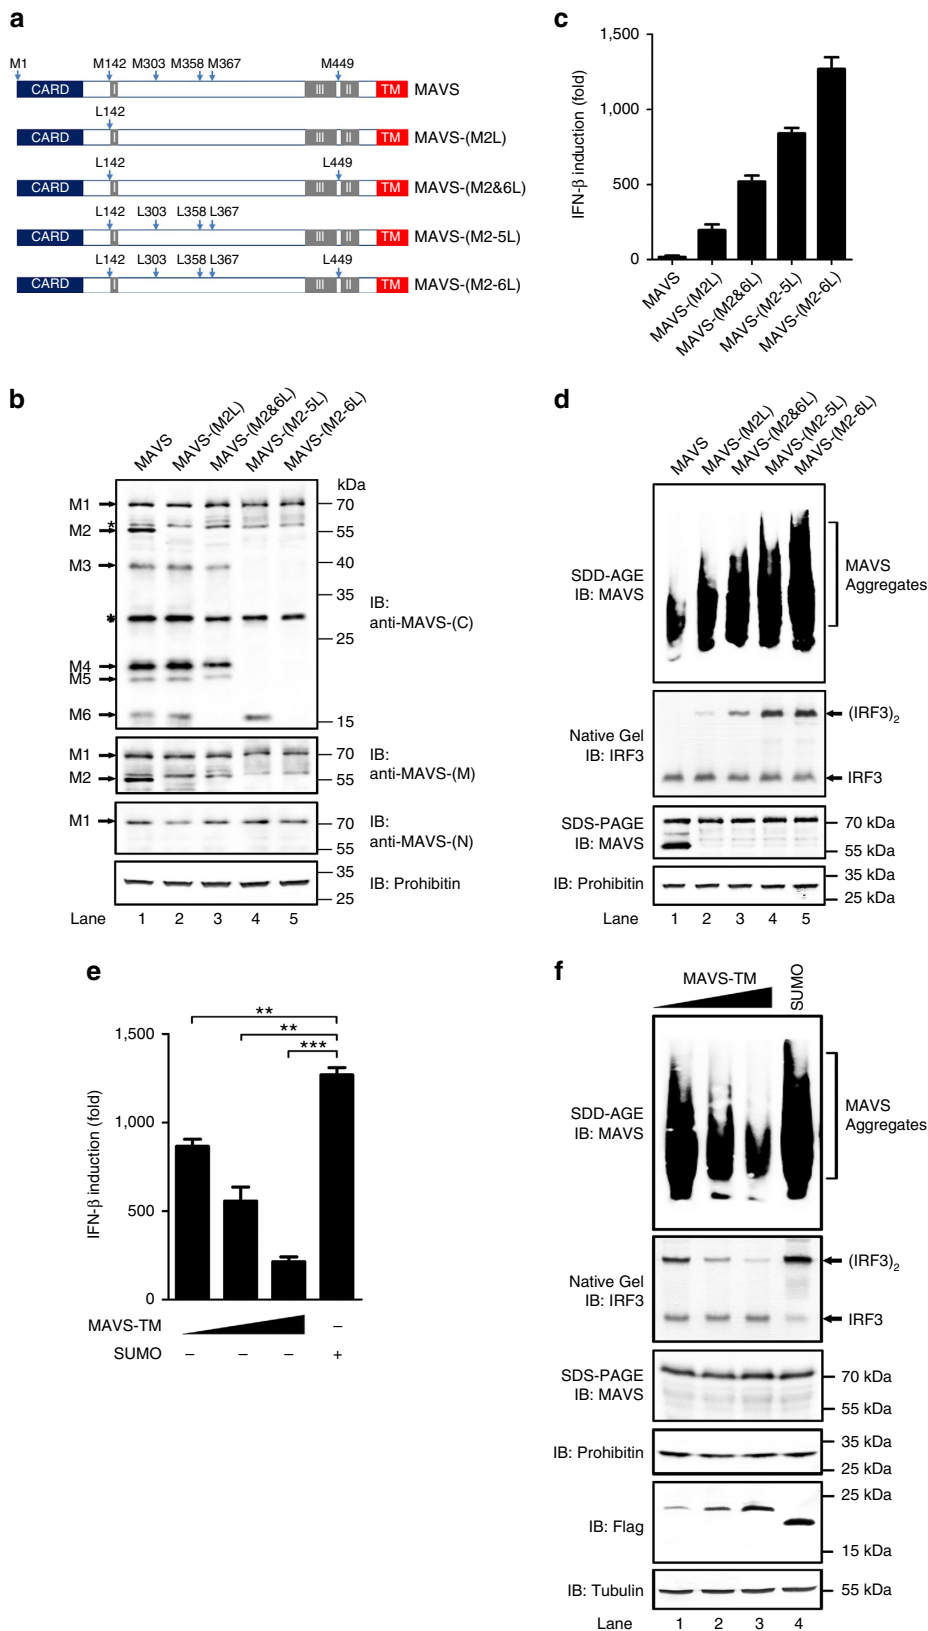 a
M1 M142 M303 M358 M367 M449
CARD I III II TM MAVS
L142
CARD I III II TM MAVS-(M2L)
L142 L449
CARD I III II TM MAVS-(M2&6L)
L142 L303 L358 L367
CARD I III II TM MAVS-(M2-5L)
L142 L303 L358 L367 L449
CARD I III II TM MAVS-(M2-6L)
c
IFN-β induction (fold)
1,500
1,000
500
0
MAVS
MAVS-(M2L)
MAVS-(M2&6L)
MAVS-(M2-5L)
MAVS-(M2-6L)
b
MAVS
MAVS-(M2L)
MAVS-(M2&6L)
MAVS-(M2-5L)
MAVS-(M2-6L)
kDa
M1 70
*
M2 55
M3 40
35
IB:
* anti-MAVS-(C)
25
M4
M5
M6 15
M1 70 IB:
M2 55 anti-MAVS-(M)
M1 70 IB:
55 anti-MAVS-(N)
35
IB: Prohibitin
25
Lane 1 2 3 4 5
d
MAVS
MAVS-(M2L)
MAVS-(M2&6L)
MAVS-(M2-5L)
MAVS-(M2-6L)
SDD-AGE
IB: MAVS
MAVS
Aggregates
Native Gel
IB: IRF3
(IRF3)2
IRF3
SDS-PAGE
IB: MAVS
70 kDa
55 kDa
IB: Prohibitin
35 kDa
25 kDa
Lane 1 2 3 4 5
e
IFN-β induction (fold)
1,500
1,000
500
0
**
**
***
MAVS-TM –
SUMO – – – +
f
MAVS-TM SUMO
SDD-AGE
IB: MAVS
MAVS
Aggregates
Native Gel
IB: IRF3
(IRF3)2
IRF3
SDS-PAGE
IB: MAVS
70 kDa
55 kDa
IB: Prohibitin
35 kDa
25 kDa
IB: Flag
25 kDa
15 kDa
IB: Tubulin 55 kDa
Lane 1 2 3 4